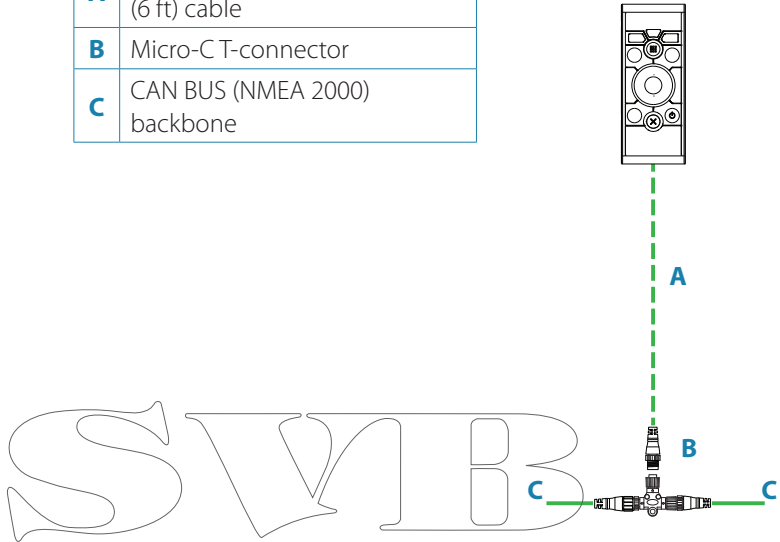 (6 ft) cable
B Micro-C T-connector
C CAN BUS (NMEA 2000)
backbone
A
B
C C
SVB